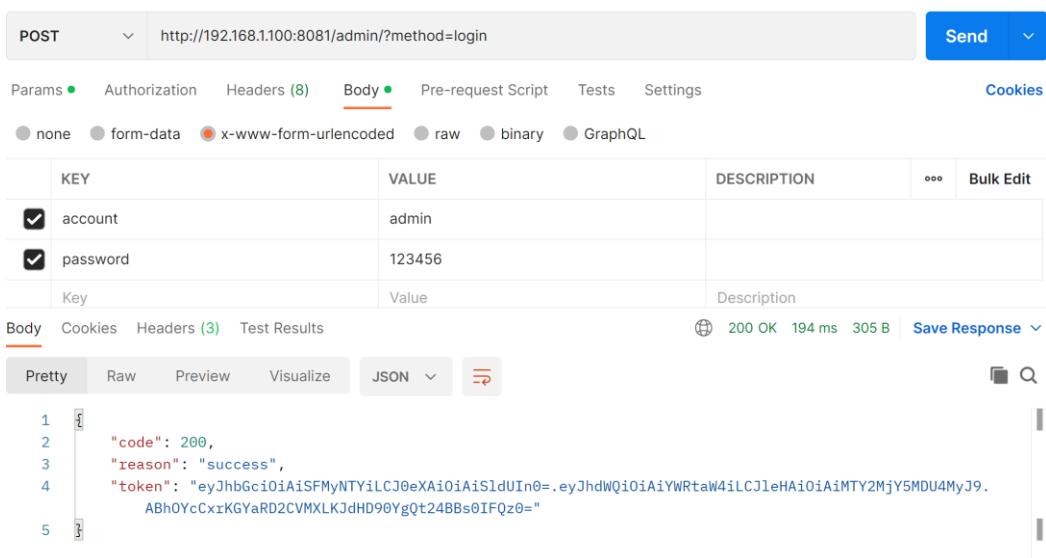 POST http://192.168.1.100:8081/admin/?method=login Send
Params Authorization Headers (8) Body Pre-request Script Tests Settings Cookies
none form-data x-www-form-urlencoded raw binary GraphQL
KEY VALUE DESCRIPTION ooo Bulk Edit
account admin
password 123456
Key Value Description
Body Cookies Headers (3) Test Results 200 OK 194 ms 305 B Save Response
Pretty Raw Preview Visualize JSON
1 {
2 "code": 200,
3 "reason": "success",
4 "token": "eyJhbGciOiAiSFMyNTYiLCJ0eXAiOiAiSldUIn0=.eyJhdWQiOiAiYWRtaW4iLCJleHAiOiAiMTY2MjY5MDU4MyJ9.
ABhOYcCxrKGYaRD2CVMXLKJdHD90YgQt24BBs0IFQz0="
5 }